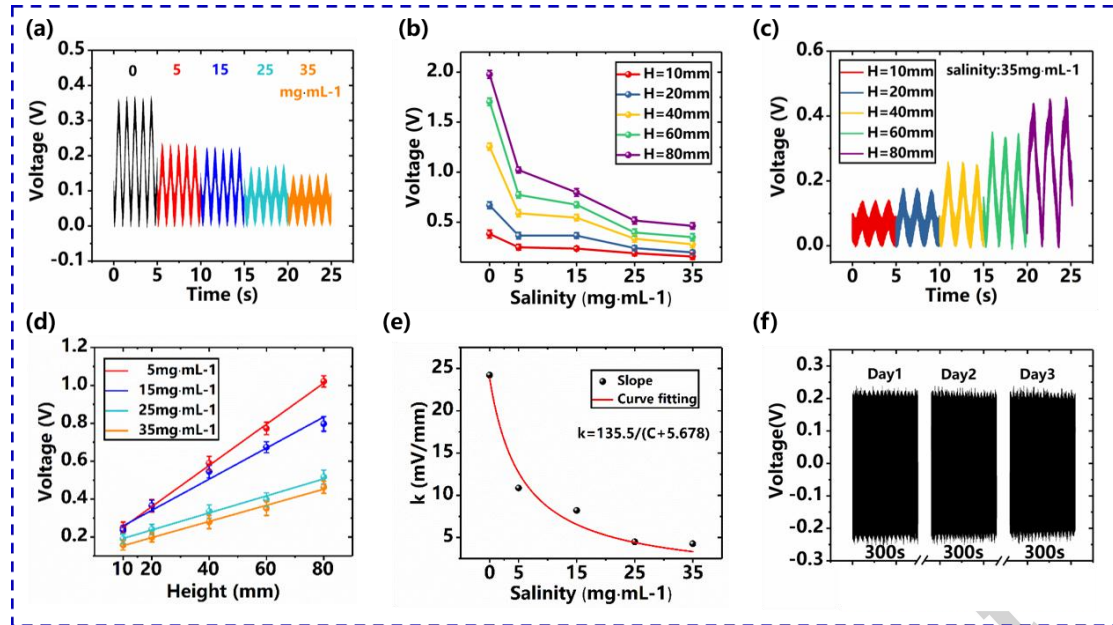 (a)
0.5
0.4
0.3
0.2
0.1
0.0
-0.1
Voltage (V)
0 5 15 25 35
mg·mL-1
0 5 10 15 20 25
Time (s)
(b)
2.0
1.5
1.0
0.5
Voltage (V)
H=10mm
H=20mm
H=40mm
H=60mm
H=80mm
0 5 15 25 35
Salinity (mg·mL-1)
(c)
0.6
0.4
0.2
0.0
Voltage (V)
salinity:35mg·mL-1
H=10mm
H=20mm
H=40mm
H=60mm
H=80mm
0 5 10 15 20 25
Time (s)
(d)
1.2
1.0
0.8
0.6
0.4
0.2
Voltage (V)
5mg·mL-1
15mg·mL-1
25mg·mL-1
35mg·mL-1
10 20 40 60 80
Height (mm)
(e)
25
20
15
10
5
k (mV/mm)
Slope
Curve fitting
k=135.5/(C+5.678)
0 5 15 25 35
Salinity (mg·mL-1)
(f)
0.3
0.2
0.1
0.0
-0.1
-0.2
-0.3
Voltage(V)
Day1 Day2 Day3
300s 300s 300s